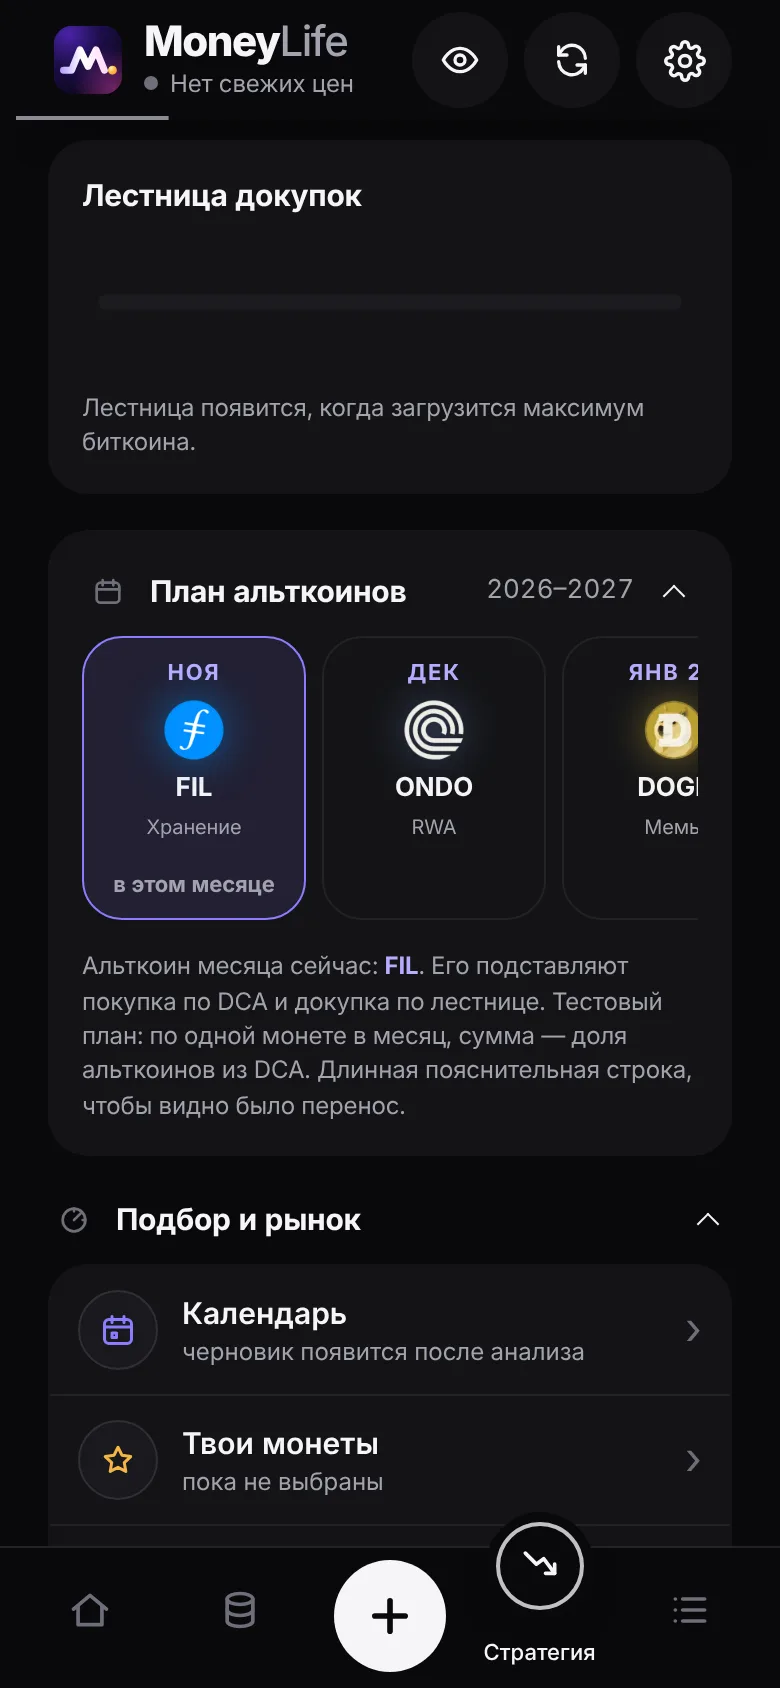 MoneyLife
Нет свежих цен
Лестница докупок
Лестница появится, когда загрузится максимум
биткоина.
План альткоинов
2026–2027
НОЯ
FIL
Хранение
в этом месяце
ДЕК
ONDO
RWA
ЯНВ 2
DOG
Мемы
Альткоин месяца сейчас: FIL. Его подставляют
покупка по DCA и докупка по лестнице. Тестовый
план: по одной монете в месяц, сумма — доля
альткоинов из DCA. Длинная пояснительная строка,
чтобы видно было перенос.
Подбор и рынок
Календарь
черновик появится после анализа
Твои монеты
пока не выбраны
Стратегия